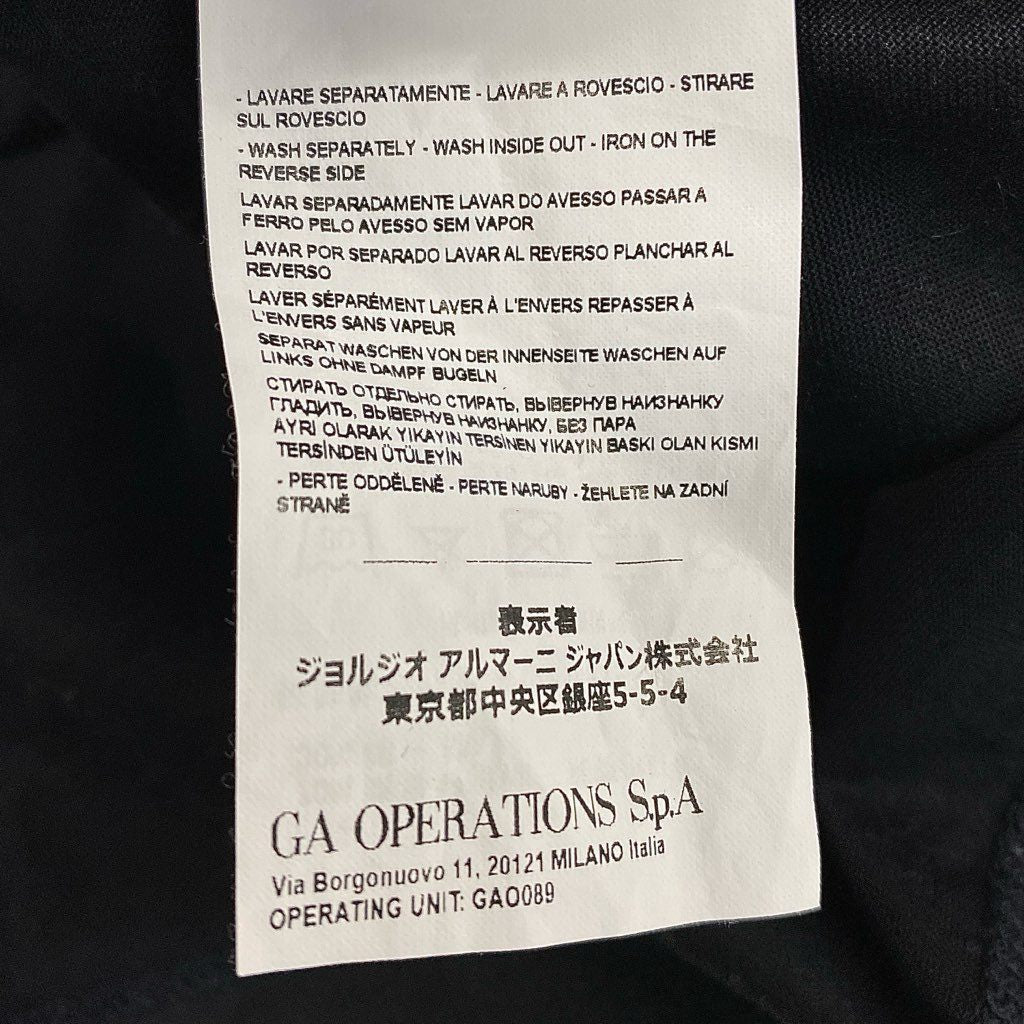 - LAVARE SEPARATAMENTE - LAVARE A ROVESCIO - STIRARE
SUL ROVESCIO
- WASH SEPARATELY - WASH INSIDE OUT - IRON ON THE
REVERSE SIDE
LAVAR SEPARADAMENTE LAVAR DO AVESSO PASSAR A
FERRO PELO AVESSO SEM VAPOR
LAVAR POR SEPARADO LAVAR AL REVERSO PLANCHAR AL
REVERSO
LAVER SÉPARÉMENT LAVER À L'ENVERS REPASSER À
L'ENVERS SANS VAPEUR
SEPARAT WASCHEN VON DER INNENSEITE WASCHEN AUF
LINKS OHNE DAMPF BUGELN
СТИРАТЬ ОТДЕЛЬНО СТИРАТЬ, ВЫВЕРНУВ НАИЗНАНКУ
ГЛАДИТЬ, ВЫВЕРНУВ НАИЗНАНКУ, БЕЗ ПАРА
AYRI OLARAK YIKAYIN TERSİNEN YIKAYIN BASKI OLAN KISMI
TERSİNDEN ÜTÜLEYİN
- PERTE ODDĚLENĚ - PERTE NARUBY - ŽEHLETE NA ZADNÍ
STRANĚ
表示者
ジョルジオ アルマーニ ジャパン株式会社
東京都中央区銀座5-5-4
GA OPERATIONS S.p.A
Via Borgonuovo 11, 20121 MILANO Italia
OPERATING UNIT: GAO089